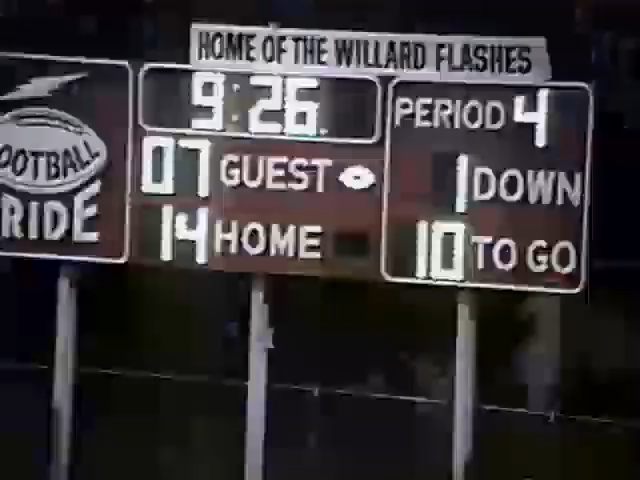 HOME OF THE WILLARD FLASHES
9:26
PERIOD 4
OOTBALL
07 GUEST
1 DOWN
RIDE
14 HOME
10 TO GO